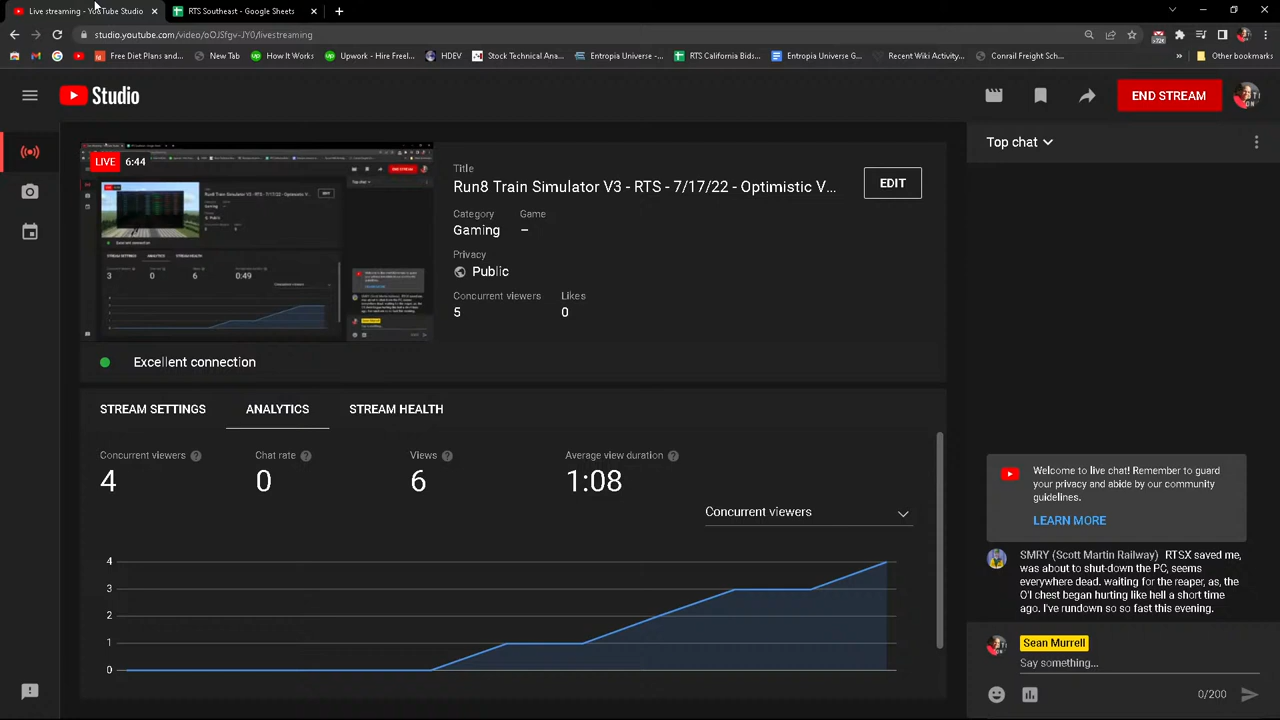 Live streaming - YouTube Studio
RTS Southeast - Google Sheets
studio.youtube.com/video/oOJSfgv-JY0/livestreaming
+72K
Free Diet Plans and...
New Tab
How It Works
Upwork - Hire Freel...
HDEV
Stock Technical Ana...
Entropia Universe -...
RTS California Bids...
Entropia Universe G...
Recent Wiki Activity...
Conrail Freight Sch...
»
Other bookmarks
Studio
END STREAM
LIVE 6:44
Title
Run8 Train Simulator V3 - RTS - 7/17/22 - Optimistic V...
EDIT
Category
Game
Gaming
–
Privacy
Public
Concurrent viewers
Likes
5
0
Excellent connection
STREAM SETTINGS
ANALYTICS
STREAM HEALTH
Concurrent viewers
Chat rate
Views
Average view duration
4
0
6
1:08
Concurrent viewers
4
3
2
1
0
Top chat
Welcome to live chat! Remember to guard
your privacy and abide by our community
guidelines.
LEARN MORE
SMRY (Scott Martin Railway) RTSX saved me,
was about to shut-down the PC, seems
everywhere dead. waiting for the reaper, as, the
O'l chest began hurting like hell a short time
ago. I've rundown so so fast this evening.
Sean Murrell
Say something...
0/200